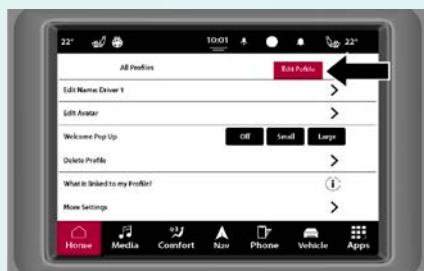 22° 10:01 22°
All Profiles Edit Pofile
Edit Name: Driver 1
Edit Avatar
Welcome Pop Up Off Small Large
Delete Profile
What is linked to my Profile?
More Settings
Home Media Comfort Nav Phone Vehicle Apps